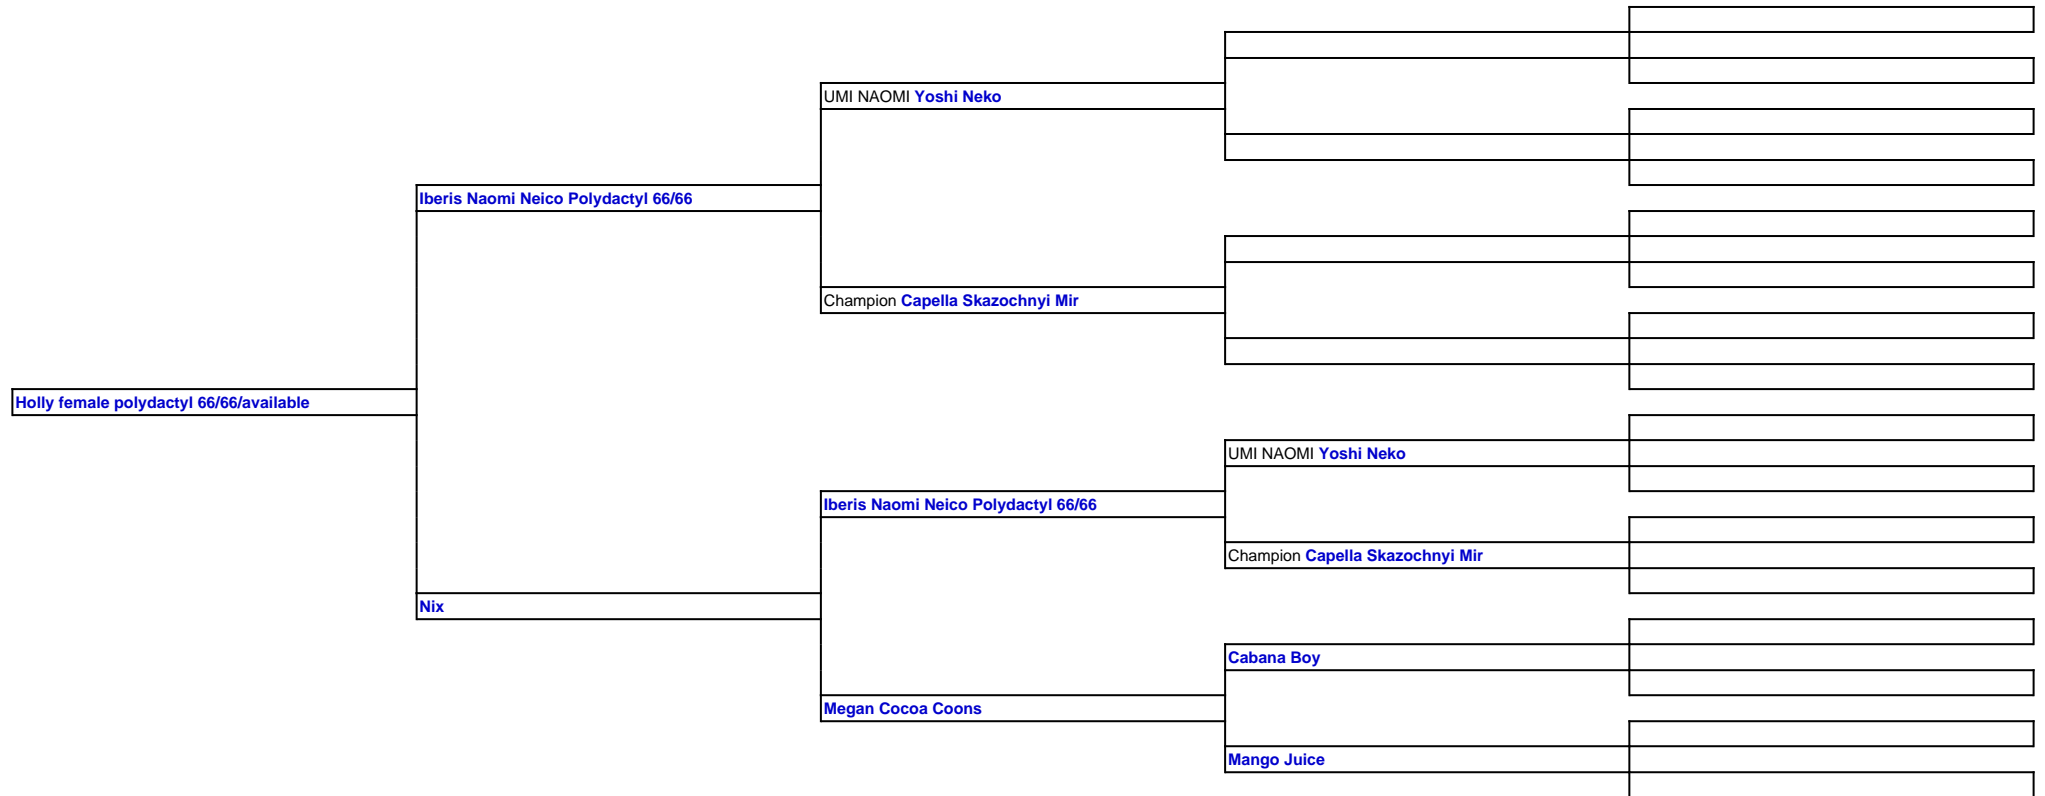 UMI NAOMI Yoshi Neko
Iberis Naomi Neico Polydactyl 66/66
Champion Capella Skazochnyi Mir
Holly female polydactyl 66/66/available
UMI NAOMI Yoshi Neko
Iberis Naomi Neico Polydactyl 66/66
Champion Capella Skazochnyi Mir
Nix
Cabana Boy
Megan Cocoa Coons
Mango Juice